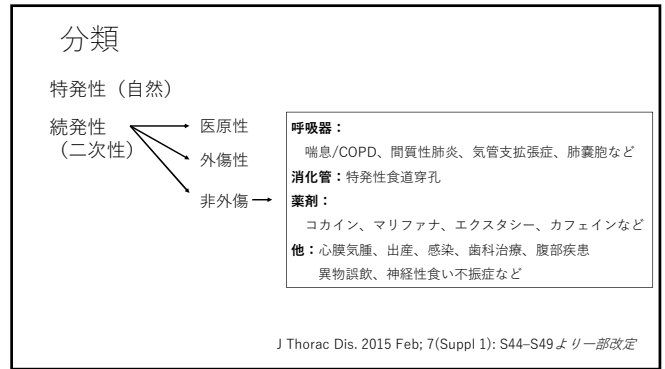 分類
特発性（自然）
続発性
（二次性）
医原性
外傷性
非外傷
呼吸器：
喘息/COPD、間質性肺炎、気管支拡張症、肺嚢胞など
消化管：特発性食道穿孔
薬剤：
コカイン、マリファナ、エクスタシー、カフェインなど
他：心膜気腫、出産、感染、歯科治療、腹部疾患
異物誤飲、神経性食い不振症など
J Thorac Dis. 2015 Feb; 7(Suppl 1): S44–S49より一部改定